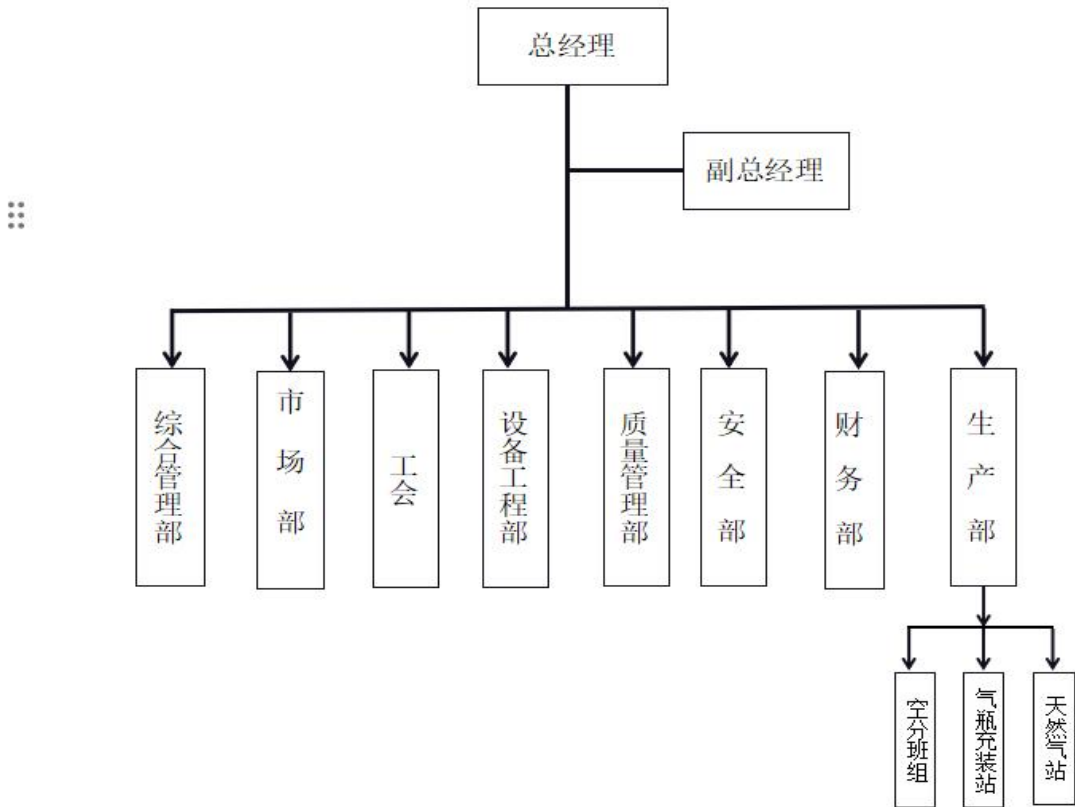 总经理
副总经理
综合管理部
市场部
工会
设备工程部
质量管理部
安全部
财务部
生产部
空分班组
气瓶充装站
天然气站